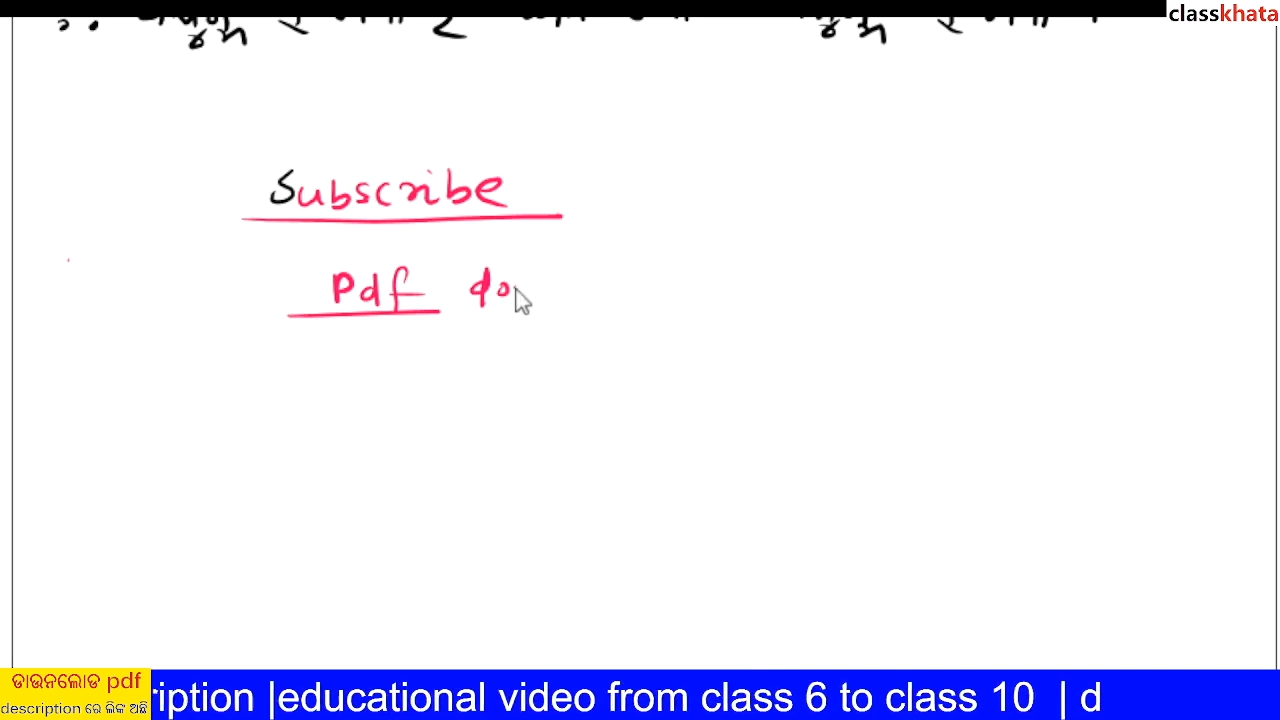 classkhata
Subscribe
Pdf do
ଡାଉନଲୋଡ pdf
description ରେ ଲିଙ୍କ ଅଛି
ription |educational video from class 6 to class 10 | d